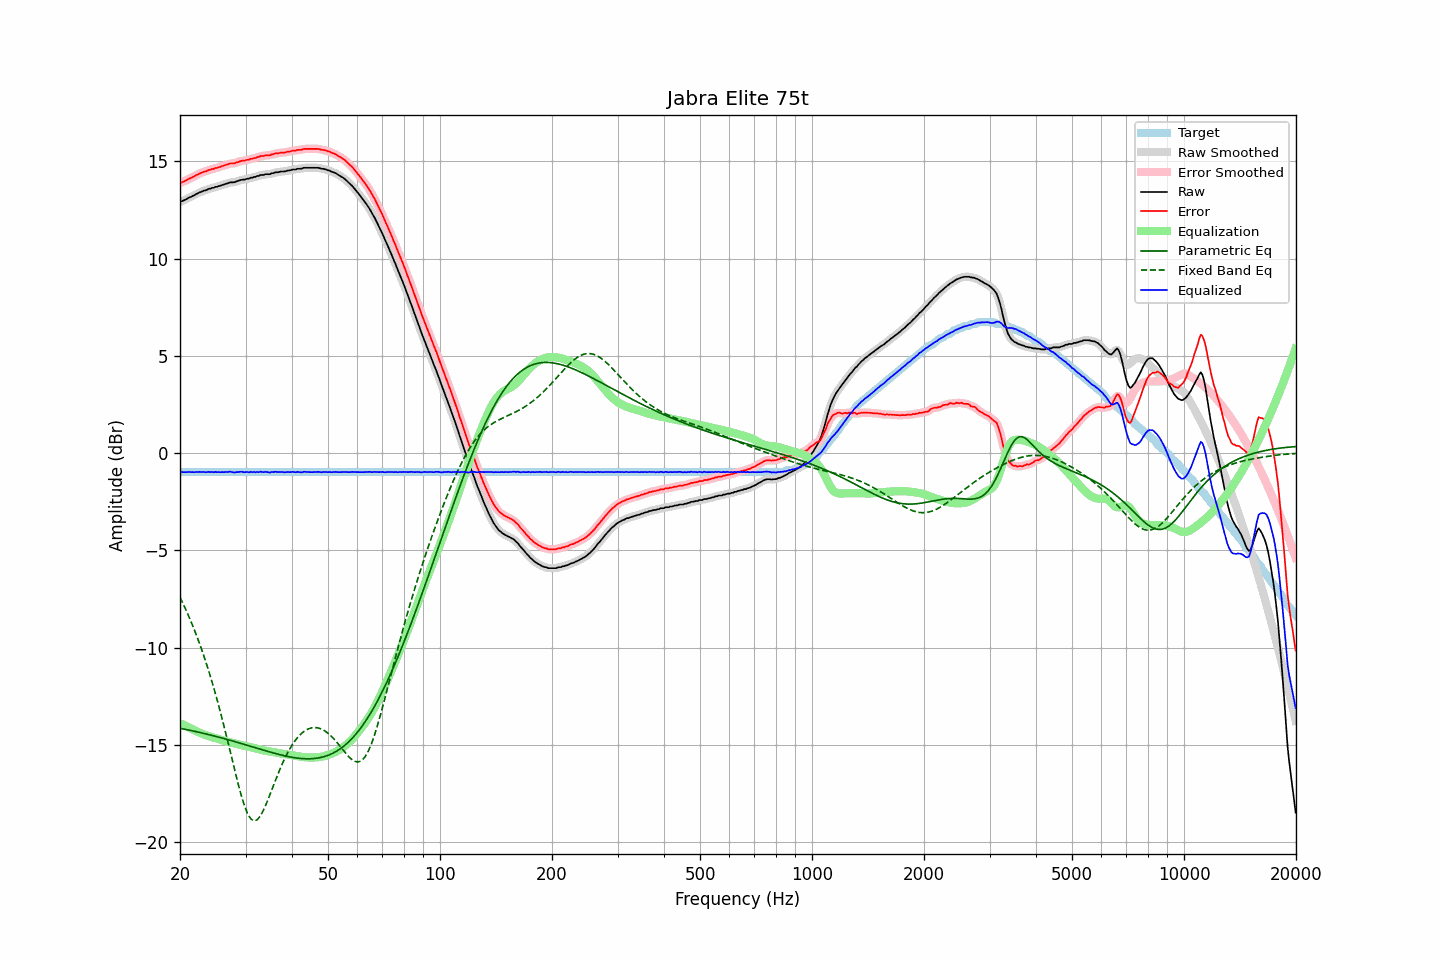 Jabra Elite 75t
Amplitude (dBr)
15
10
5
0
−5
−10
−15
−20
20
50
100
200
500
1000
2000
5000
10000
20000
Frequency (Hz)
Target
Raw Smoothed
Error Smoothed
Raw
Error
Equalization
Parametric Eq
Fixed Band Eq
Equalized